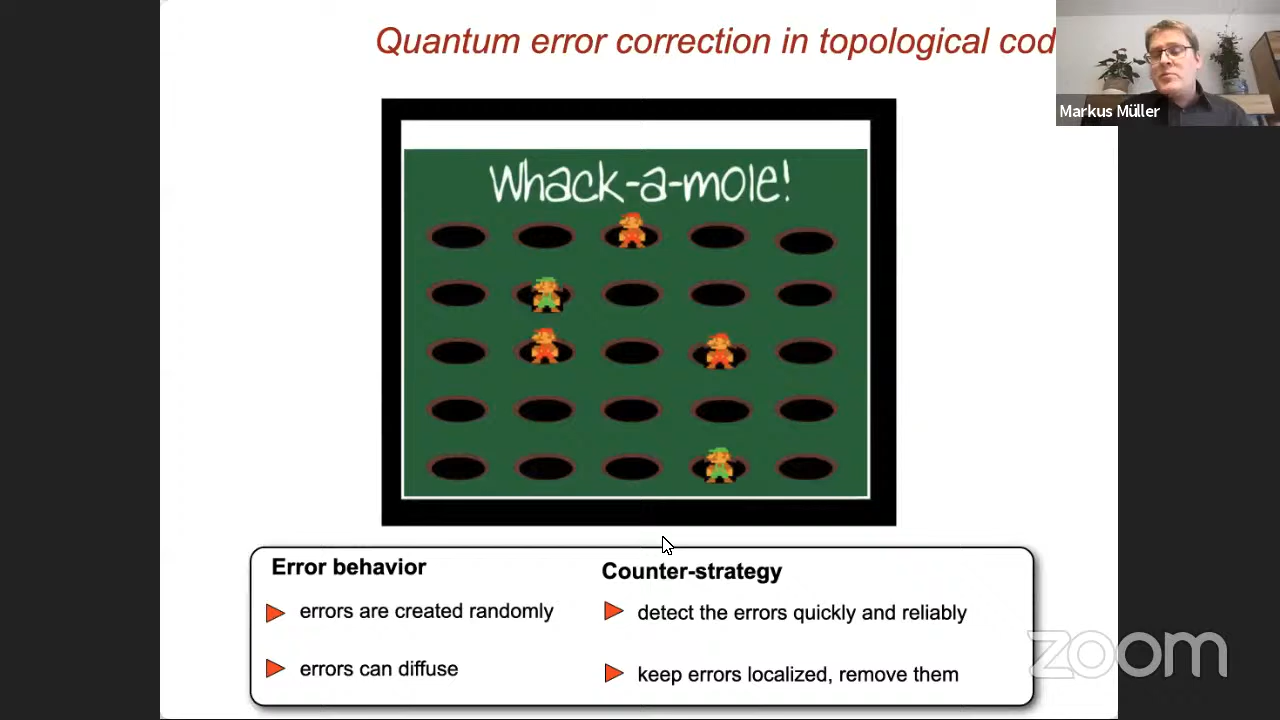 Quantum error correction in topological cod
Markus Müller
Whack-a-mole!
Error behavior
errors are created randomly
errors can diffuse
Counter-strategy
detect the errors quickly and reliably
keep errors localized, remove them
zoom